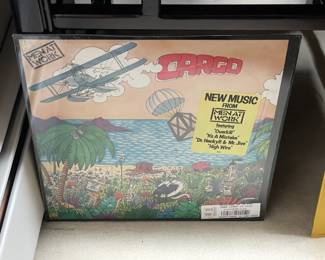 MEN AT WORK
CARGO
NEW MUSIC
FROM
MEN AT WORK
featuring
"Overkill"
"It's A Mistake"
"Dr. Heckyll & Mr. Jive"
"High Wire"